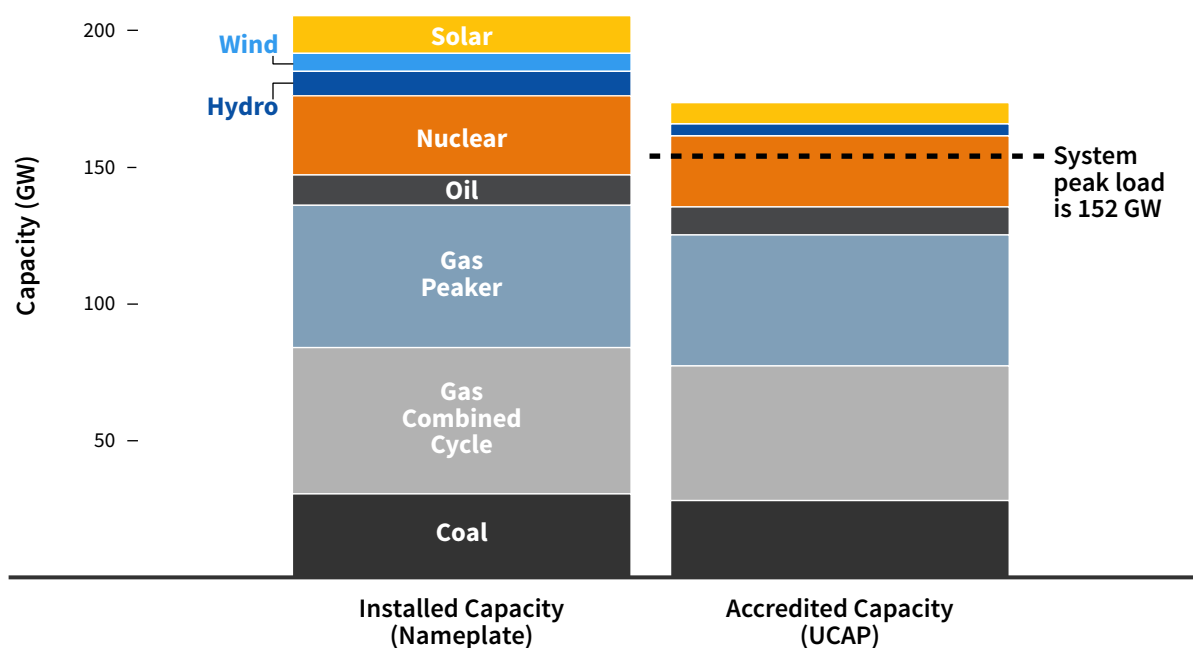 200 –
150 –
100 –
50 –
Capacity (GW)
Wind
Hydro
Solar
Nuclear
Oil
Gas
Peaker
Gas
Combined
Cycle
Coal
System
peak load
is 152 GW
Installed Capacity
(Nameplate)
Accredited Capacity
(UCAP)